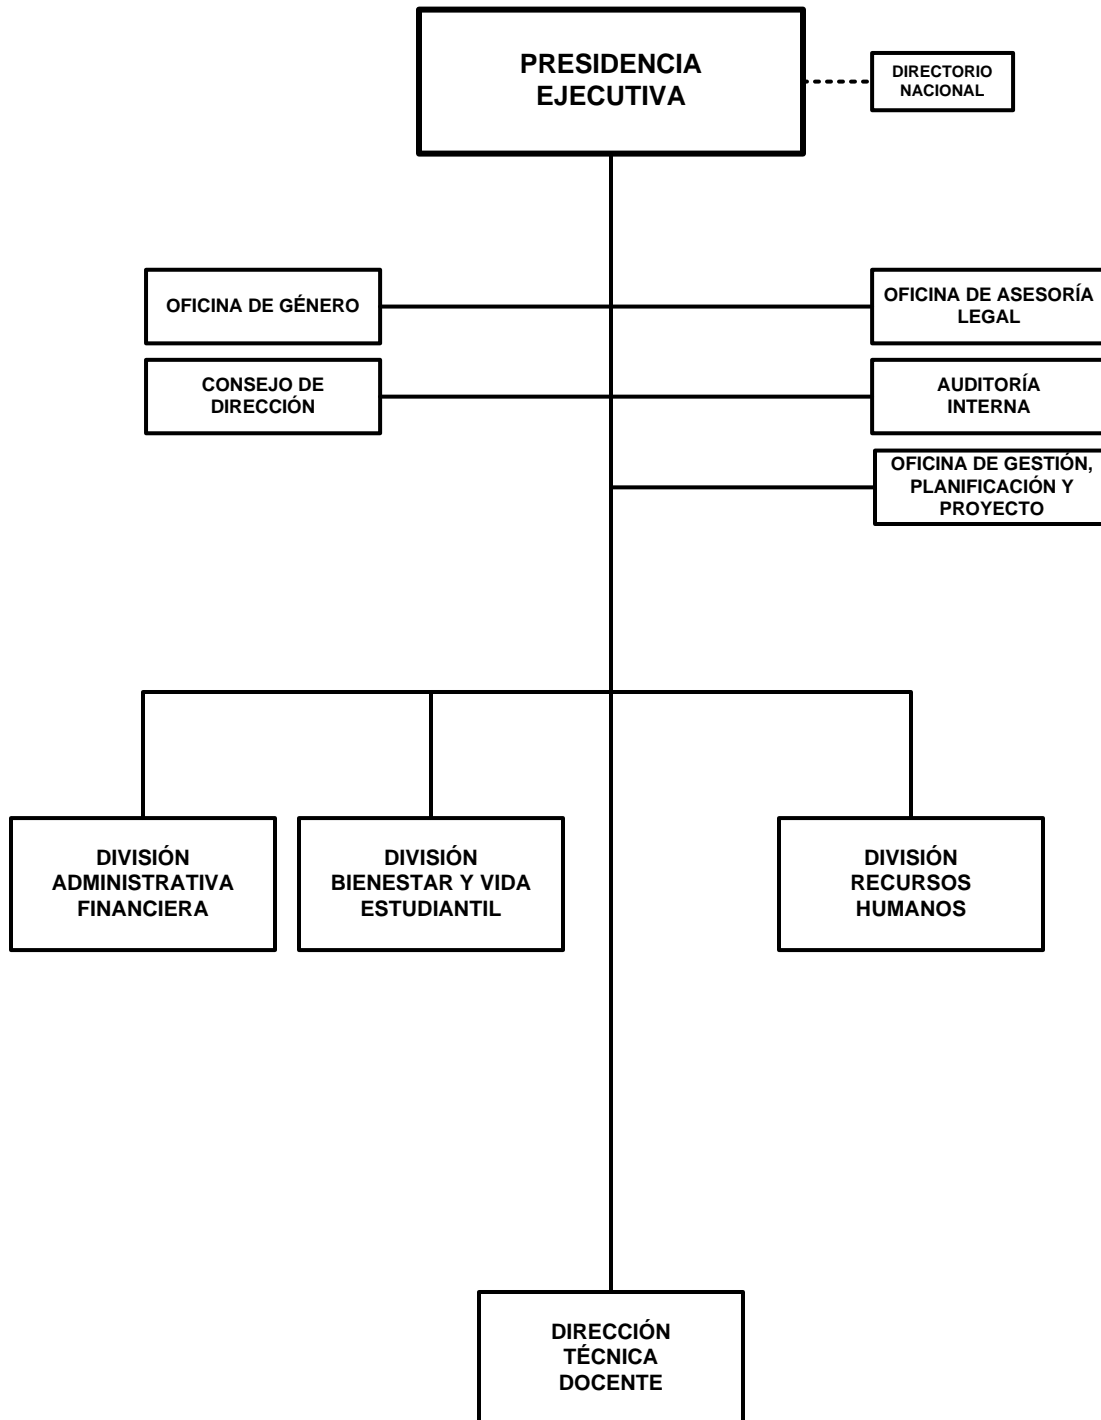 PRESIDENCIA
EJECUTIVA
DIRECTORIO
NACIONAL
OFICINA DE GÉNERO
OFICINA DE ASESORÍA
LEGAL
CONSEJO DE
DIRECCIÓN
AUDITORÍA
INTERNA
OFICINA DE GESTIÓN,
PLANIFICACIÓN Y
PROYECTO
DIVISIÓN
ADMINISTRATIVA
FINANCIERA
DIVISIÓN
BIENESTAR Y VIDA
ESTUDIANTIL
DIVISIÓN
RECURSOS
HUMANOS
DIRECCIÓN
TÉCNICA
DOCENTE